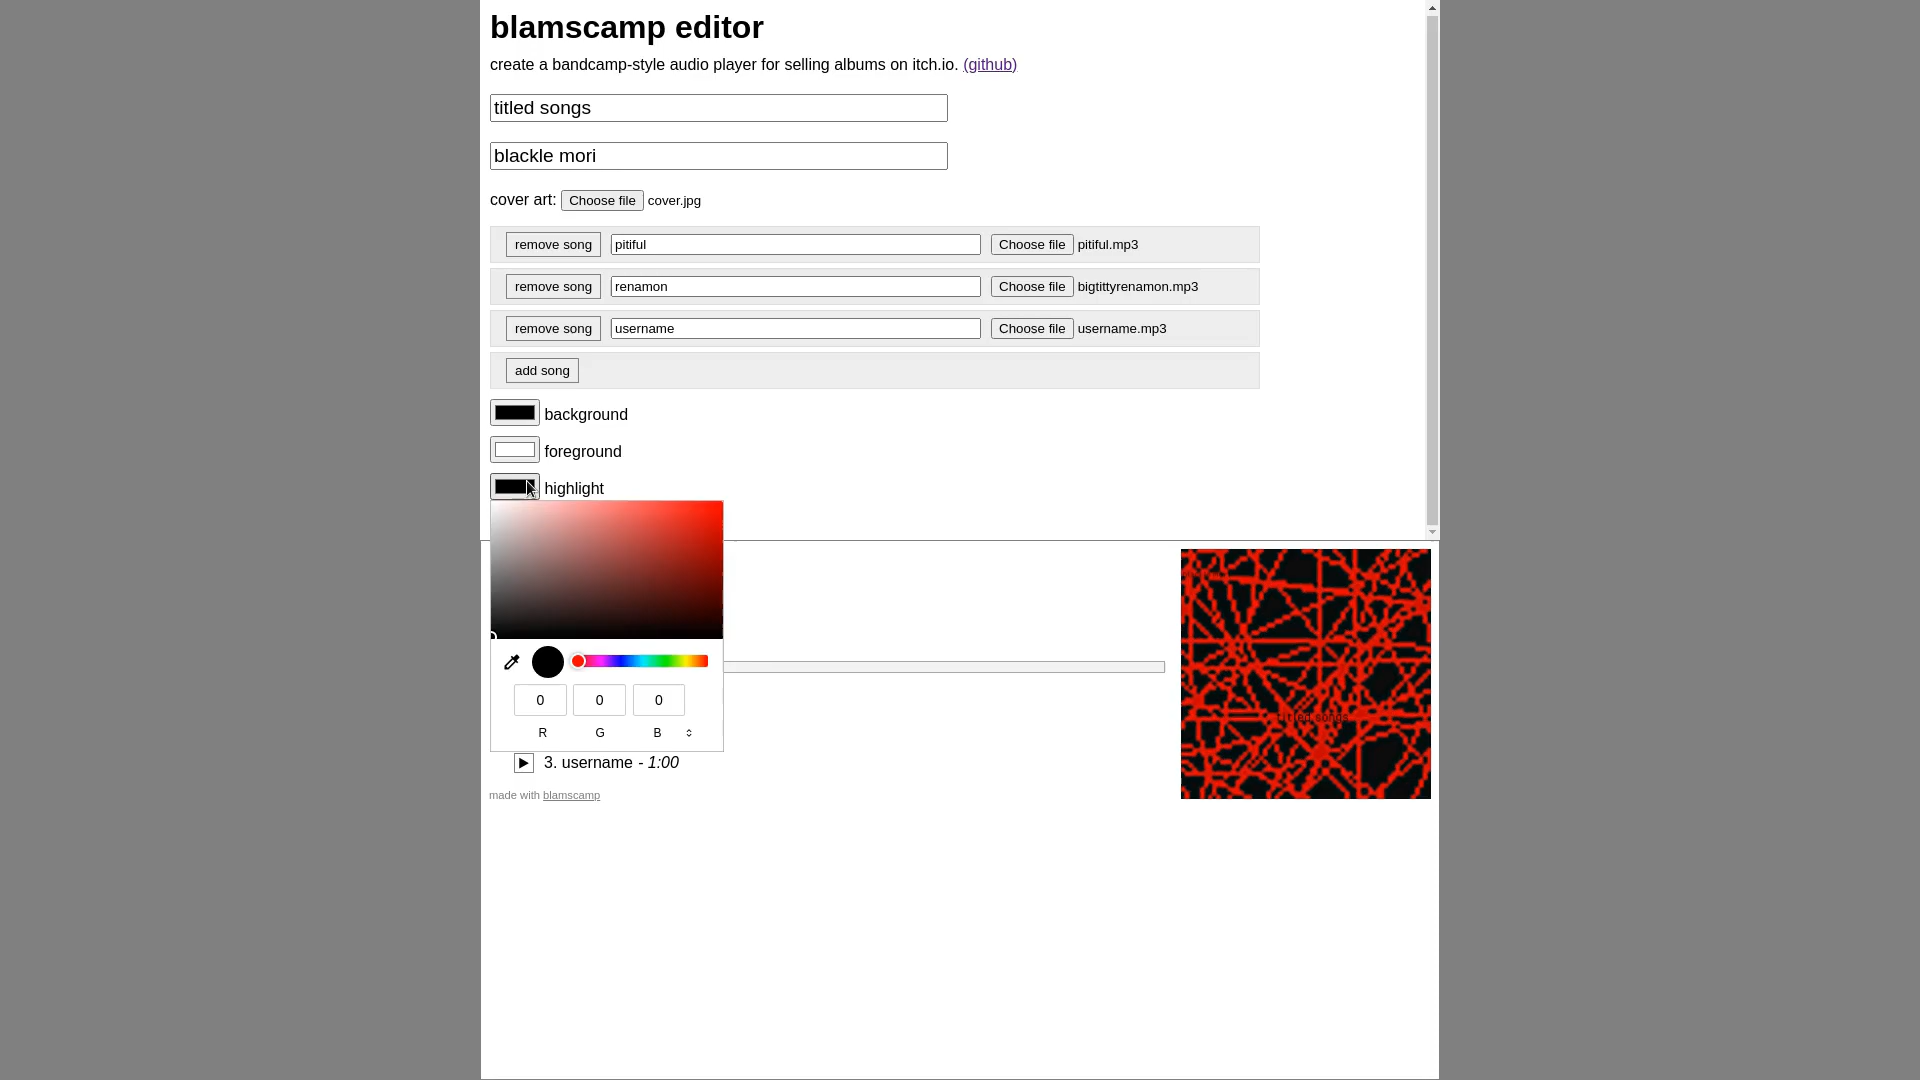 blamscamp editor
create a bandcamp-style audio player for selling albums on itch.io. (github)
titled songs
blackle mori
cover art: Choose file cover.jpg
remove song pitiful Choose file pitiful.mp3
remove song renamon Choose file bigtittyrenamon.mp3
remove song username Choose file username.mp3
add song
background
foreground
highlight
0 0 0
R G B
titled songs
3. username - 1:00
made with blamscamp